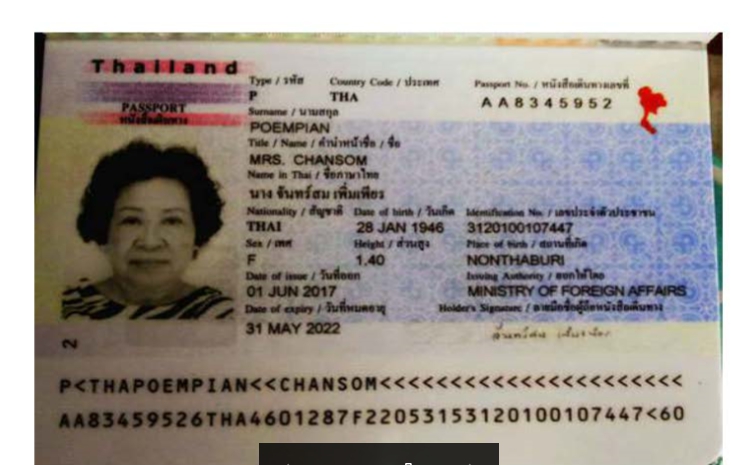 Thailand
PASSPORT
หนังสือเดินทาง
Type / รหัส Country Code / ประเทศ Passport No. / หนังสือเดินทางเลขที่
P THA AA8345952
Surname / นามสกุล
POEMPIAN
Title / Name / คำนำหน้าชื่อ / ชื่อ
MRS. CHANSOM
Name in Thai / ชื่อภาษาไทย
นาง จันทร์สม เพิ่มเพียร
Nationality / สัญชาติ Date of birth / วันเกิด Identification No. / เลขประจำตัวประชาชน
THAI 28 JAN 1946 3120100107447
Sex / เพศ Height / ส่วนสูง Place of birth / สถานที่เกิด
F 1.40 NONTHABURI
Date of issue / วันที่ออก Issuing Authority / ออกให้โดย
01 JUN 2017 MINISTRY OF FOREIGN AFFAIRS
Date of expiry / วันที่หมดอายุ Holder's Signature / ลายมือชื่อผู้ถือหนังสือเดินทาง
31 MAY 2022
2
P<THAPOEMPIAN<<CHANSOM<<<<<<<<<<<<<<<<<<<<<<
AA83459526THA4601287F22053153120100107447<60